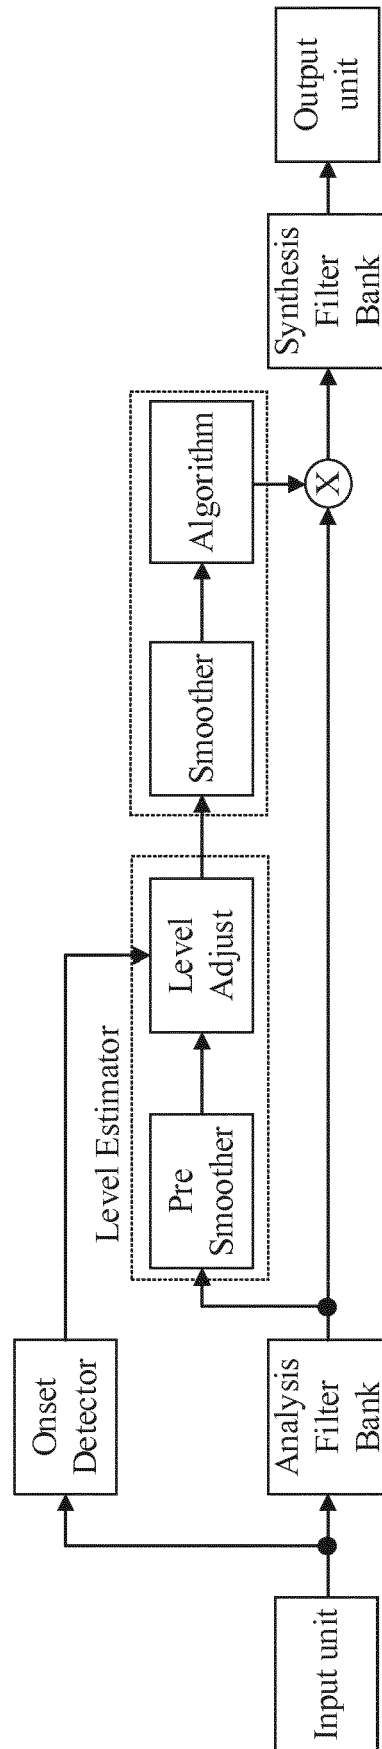 Input unit
Onset
Detector
Analysis
Filter
Bank
Level Estimator
Pre
Smoother
Level
Adjust
Smoother
Algorithm
X
Synthesis
Filter
Bank
Output
unit